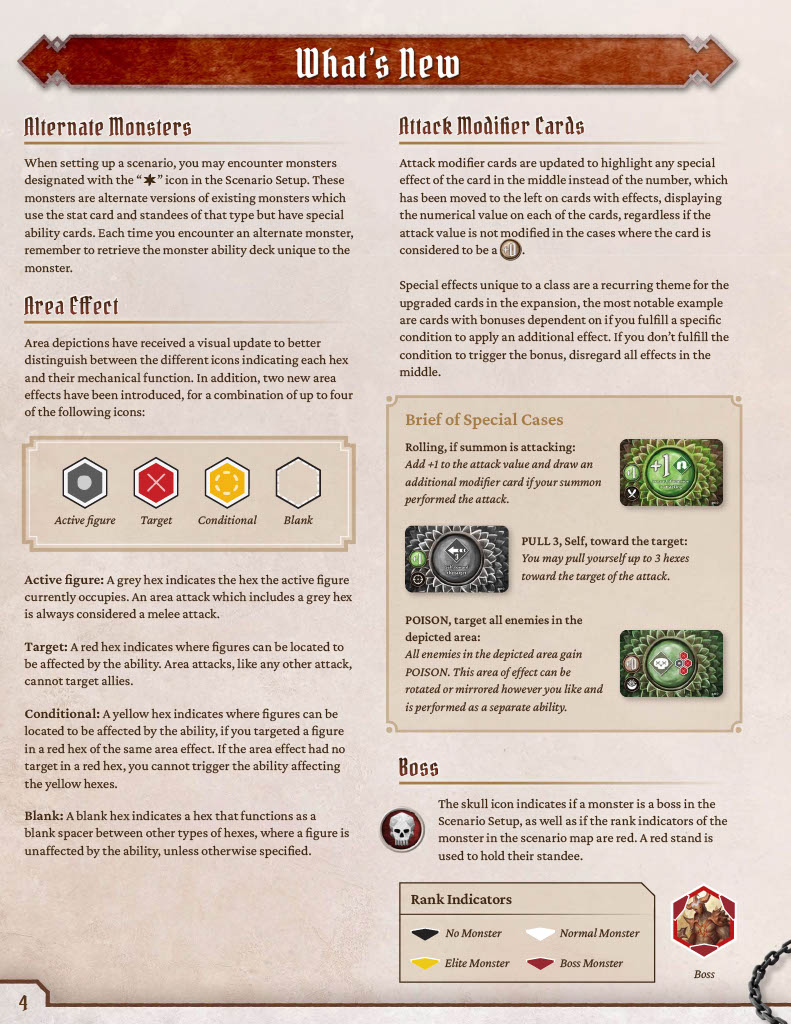 What's New
Alternate Monsters
When setting up a scenario, you may encounter monsters
designated with the “✶” icon in the Scenario Setup. These
monsters are alternate versions of existing monsters which
use the stat card and standees of that type but have special
ability cards. Each time you encounter an alternate monster,
remember to retrieve the monster ability deck unique to the
monster.
Area Effect
Area depictions have received a visual update to better
distinguish between the different icons indicating each hex
and their mechanical function. In addition, two new area
effects have been introduced, for a combination of up to four
of the following icons:
Active figure Target Conditional Blank
Active figure: A grey hex indicates the hex the active figure
currently occupies. An area attack which includes a grey hex
is always considered a melee attack.
Target: A red hex indicates where figures can be located to
be affected by the ability. Area attacks, like any other attack,
cannot target allies.
Conditional: A yellow hex indicates where figures can be
located to be affected by the ability, if you targeted a figure
in a red hex of the same area effect. If the area effect had no
target in a red hex, you cannot trigger the ability affecting
the yellow hexes.
Blank: A blank hex indicates a hex that functions as a
blank spacer between other types of hexes, where a figure is
unaffected by the ability, unless otherwise specified.
Attack Modifier Cards
Attack modifier cards are updated to highlight any special
effect of the card in the middle instead of the number, which
has been moved to the left on cards with effects, displaying
the numerical value on each of the cards, regardless if the
attack value is not modified in the cases where the card is
considered to be a +0.
Special effects unique to a class are a recurring theme for the
upgraded cards in the expansion, the most notable example
are cards with bonuses dependent on if you fulfill a specific
condition to apply an additional effect. If you don’t fulfill the
condition to trigger the bonus, disregard all effects in the
middle.
Brief of Special Cases
Rolling, if summon is attacking:
Add +1 to the attack value and draw an
additional modifier card if your summon
performed the attack.
+1
+1
PULL 3, Self, toward the target:
You may pull yourself up to 3 hexes
toward the target of the attack.
+1
3
POISON, target all enemies in the
depicted area:
All enemies in the depicted area gain
POISON. This area of effect can be
rotated or mirrored however you like and
is performed as a separate ability.
Boss
The skull icon indicates if a monster is a boss in the
Scenario Setup, as well as if the rank indicators of the
monster in the scenario map are red. A red stand is
used to hold their standee.
Rank Indicators
No Monster Normal Monster
Elite Monster Boss Monster
Boss
4